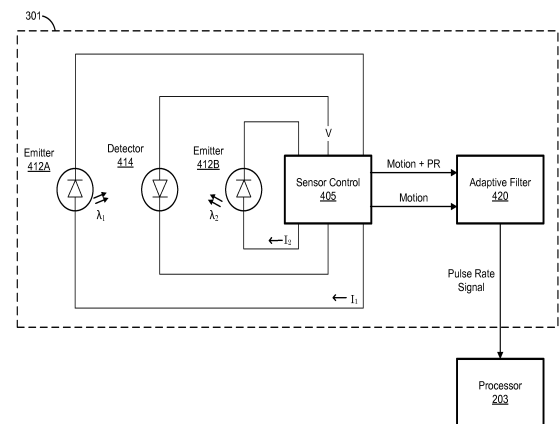 301
Emitter
412A
Detector
414
Emitter
412B
V
Sensor Control
405
Motion + PR
Motion
Adaptive Filter
420
λ1
λ2
←I2
← I1
Pulse Rate
Signal
Processor
203